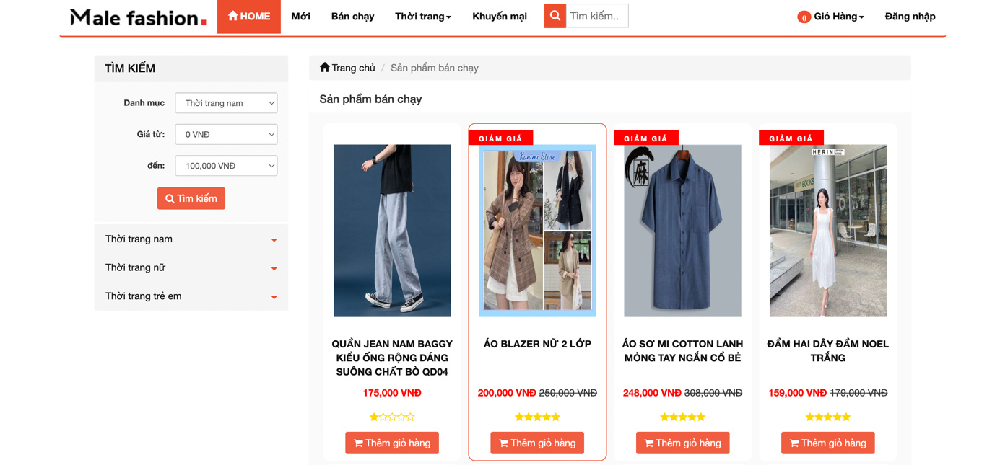 Male fashion.
HOME
Mới
Bán chạy
Thời trang
Khuyến mại
Tìm kiếm..
0 Giỏ Hàng
Đăng nhập
TÌM KIẾM
Danh mục
Thời trang nam
Giá từ:
0 VNĐ
đến:
100,000 VNĐ
Tìm kiếm
Thời trang nam
Thời trang nữ
Thời trang trẻ em
Trang chủ / Sản phẩm bán chạy
Sản phẩm bán chạy
QUẦN JEAN NAM BAGGY
KIỂU ỐNG RỘNG DÁNG
SUÔNG CHẤT BÒ QD04
175,000 VNĐ
Thêm giỏ hàng
GIẢM GIÁ
Kanimi Store
ÁO BLAZER NỮ 2 LỚP
200,000 VNĐ 250,000 VNĐ
Thêm giỏ hàng
GIẢM GIÁ
麻
ÁO SƠ MI COTTON LANH
MỎNG TAY NGẮN CỔ BẺ
248,000 VNĐ 308,000 VNĐ
Thêm giỏ hàng
GIẢM GIÁ
HERIN
BOOKS
ĐẦM HAI DÂY ĐẦM NOEL
TRẮNG
159,000 VNĐ 179,000 VNĐ
Thêm giỏ hàng